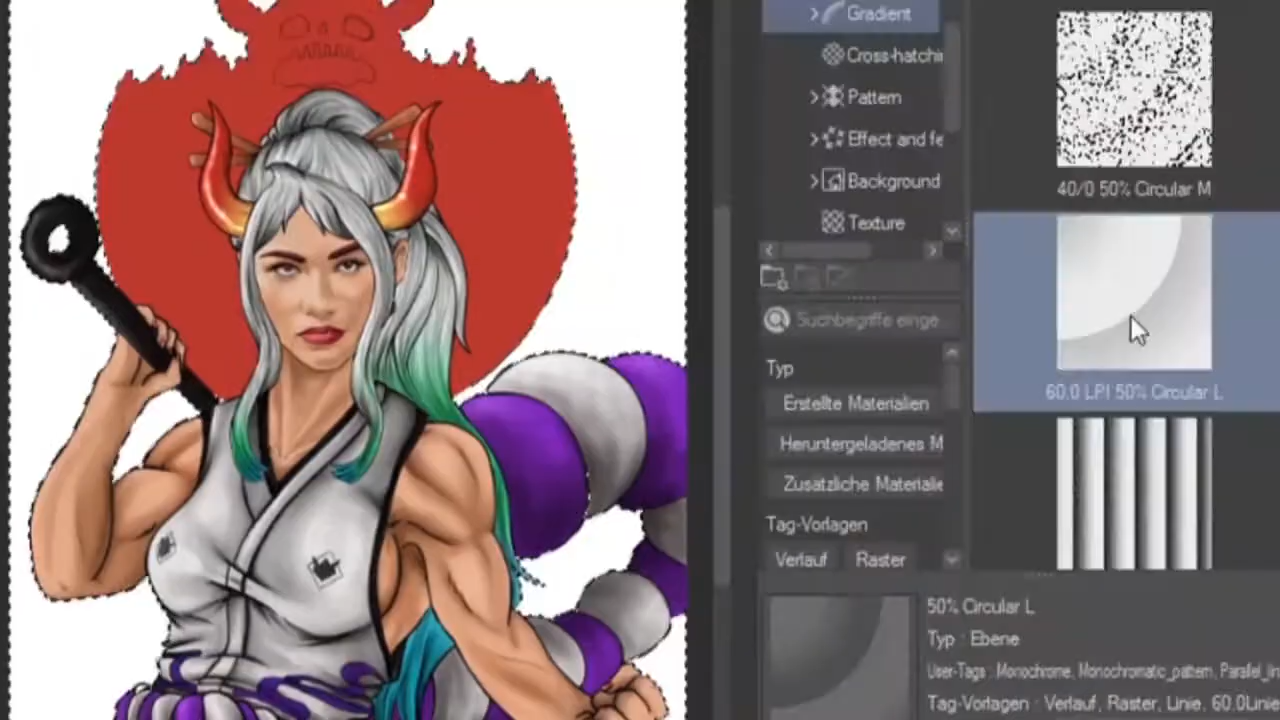 Gradient
Cross-hatchi
Pattern
Effect and fe
Background
Texture
Suchbegriffe einge
Typ
Erstellte Materialien
Heruntergeladenes M
Zusätzliche Materialie
Tag-Vorlagen
Verlauf Raster
40/0 50% Circular M
60.0 LPI 50% Circular L
50% Circular L
Typ : Ebene
User-Tags : Monochrome, Monochromatic_pattern, Parallel_lin
Tag-Vorlagen : Verlauf, Raster, Linie, 60.0Linie